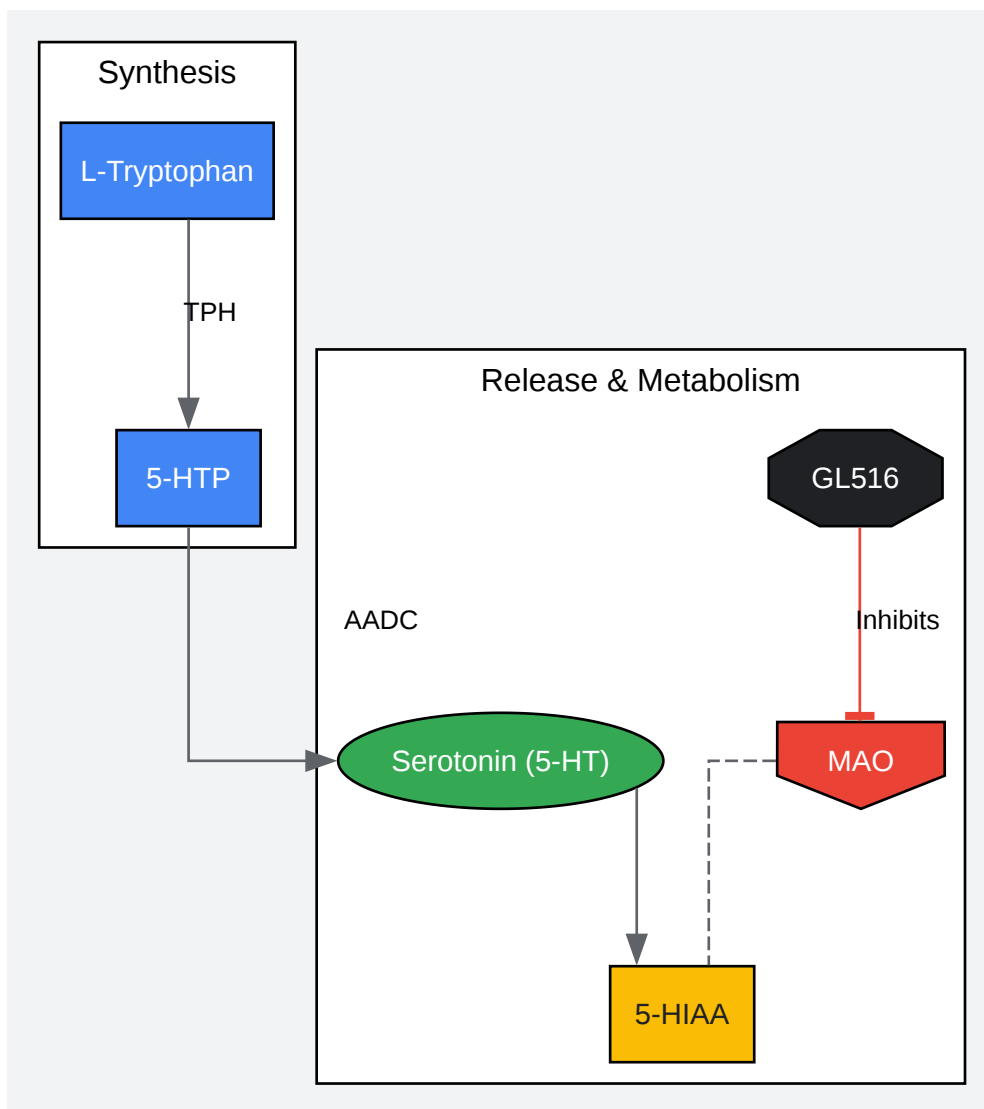 Synthesis
L-Tryptophan
TPH
5-HTP
Release & Metabolism
GL516
AADC
Inhibits
Serotonin (5-HT)
MAO
5-HIAA